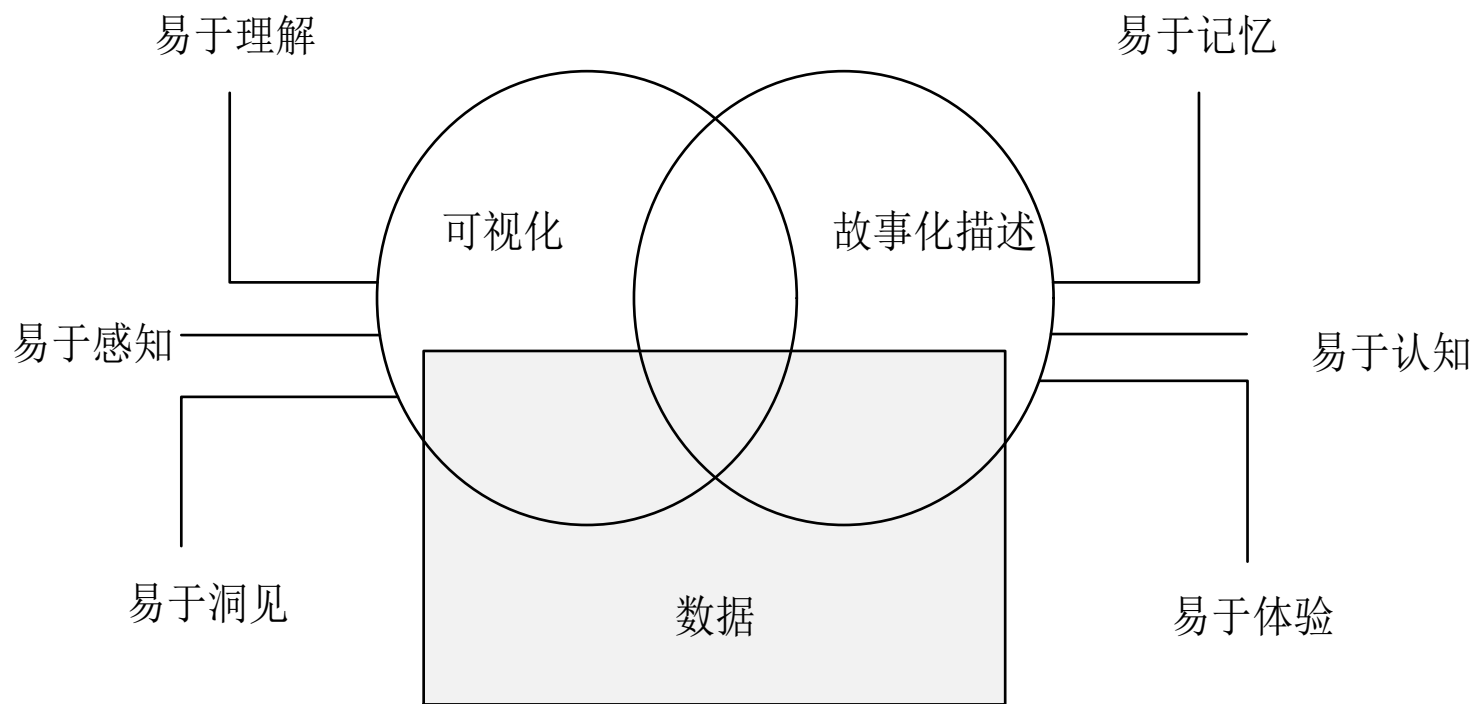 易于理解
易于记忆
可视化
故事化描述
易于感知
易于认知
易于洞见
数据
易于体验